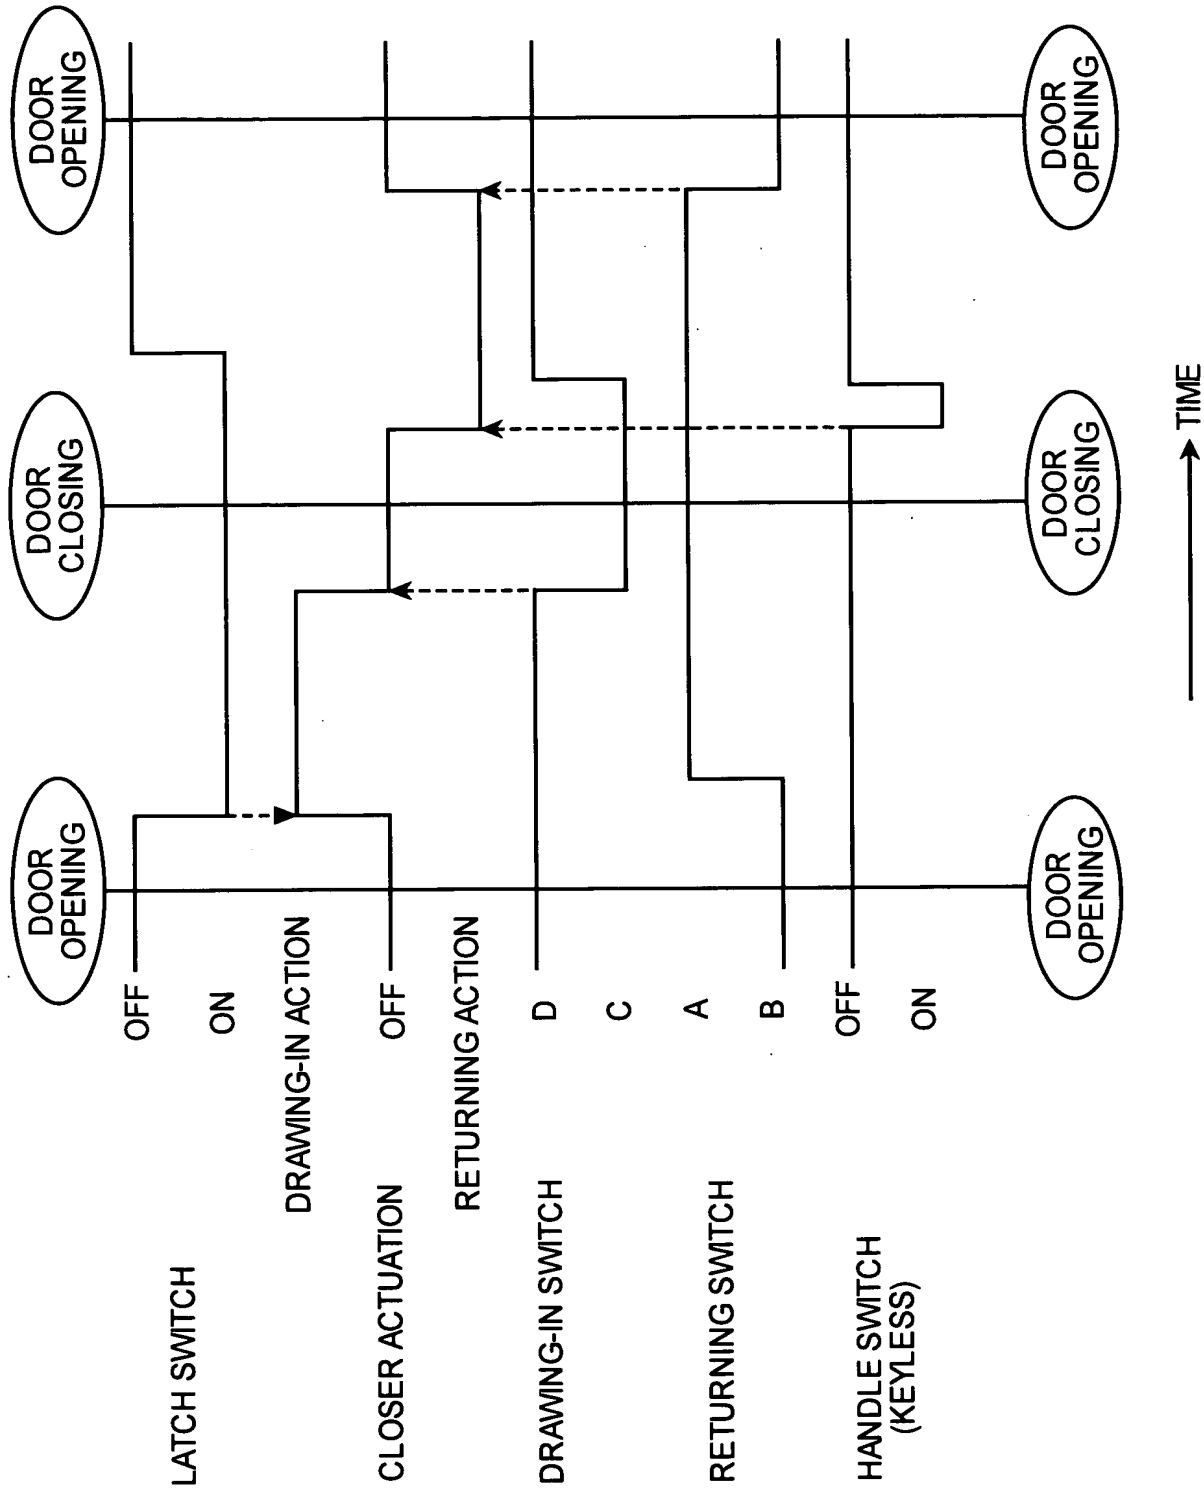 DOOR
OPENING
DOOR
CLOSING
DOOR
OPENING
LATCH SWITCH
OFF
ON
CLOSER ACTUATION
DRAWING-IN ACTION
OFF
RETURNING ACTION
DRAWING-IN SWITCH
D
C
RETURNING SWITCH
A
B
HANDLE SWITCH
(KEYLESS)
OFF
ON
DOOR
OPENING
DOOR
CLOSING
DOOR
OPENING
TIME